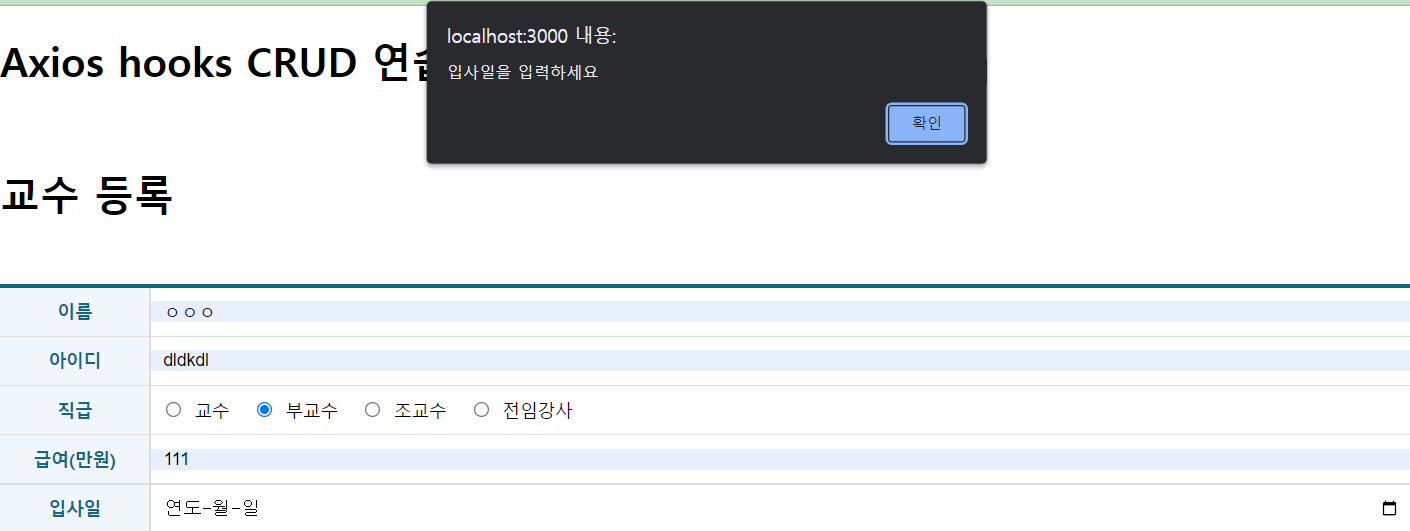 localhost:3000 내용:
입사일을 입력하세요
확인
Axios hooks CRUD
교수 등록
이름 ㅇㅇㅇ
아이디 dldkdl
직급 교수 부교수 조교수 전임강사
급여(만원) 111
입사일 연도-월-일